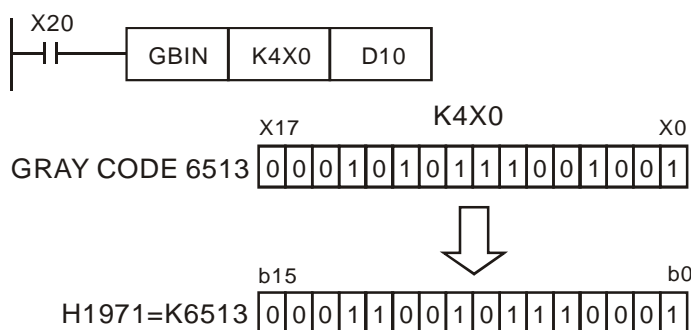 X20
GBIN K4X0 D10
K4X0
X17 X0
GRAY CODE 6513 0 0 0 1 0 1 0 1 1 1 0 0 1 0 0 1
b15 b0
H1971=K6513 0 0 0 1 1 0 0 1 0 1 1 1 0 0 0 1